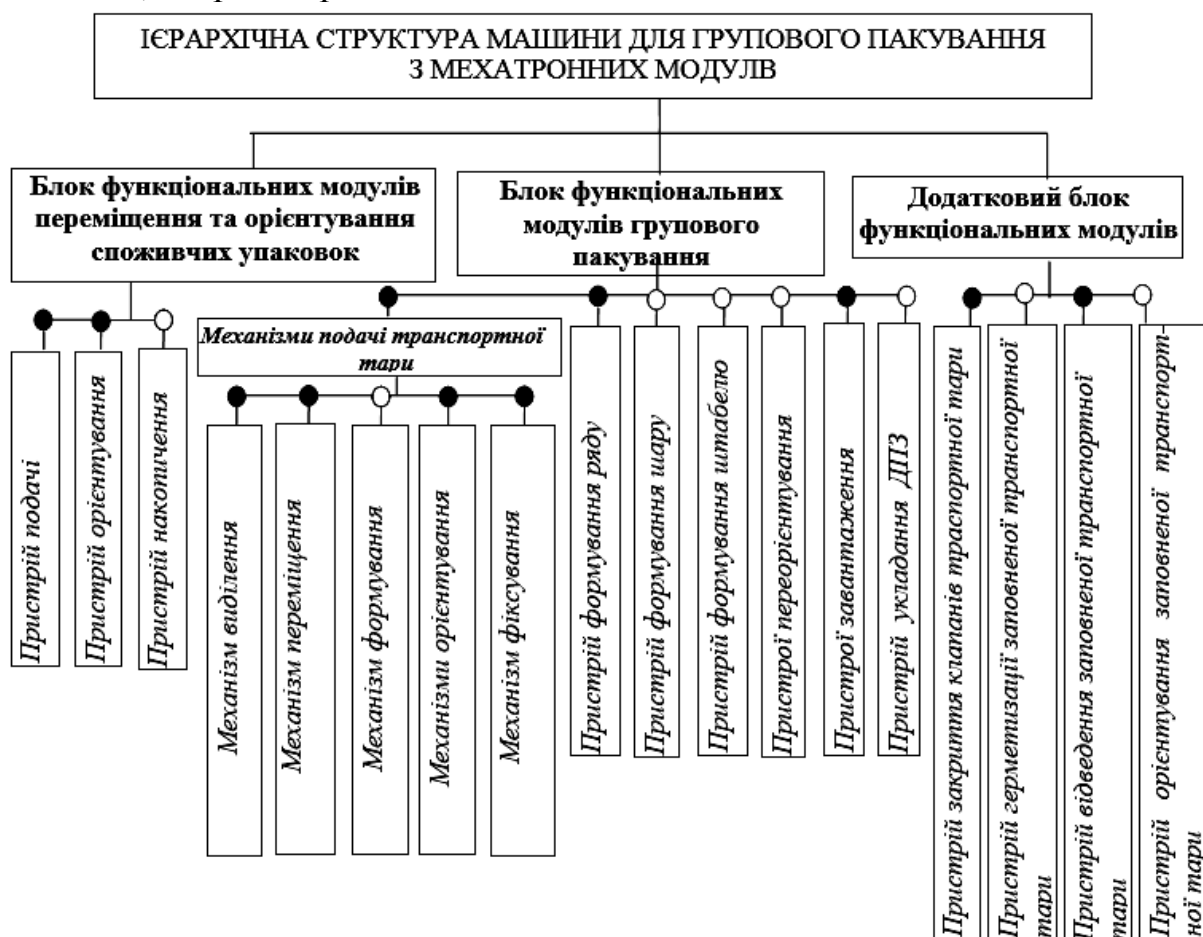 ІЄРАРХІЧНА СТРУКТУРА МАШИНИ ДЛЯ ГРУПОВОГО ПАКУВАННЯ
З МЕХАТРОННИХ МОДУЛВ
Блок функціональних модулів
переміщення та орієнтування
споживчих упаковок
Блок функціональних
модулів групового
пакування
Додатковий блок
функціональних модулів
Пристрій подачі
Пристрій орієнтування
Пристрій накопичення
Механізми подачі транспортної
тари
Механізм виділення
Механізм переміщення
Механізм формування
Механізми орієнтування
Механізм фіксування
Пристрій формування ряду
Пристрій формування шару
Пристрій формування штабелю
Пристрої переорієнтування
Пристрої завантаження
Пристрій укладання ДПЗ
Пристрій закриття клапанів траспортної тари
Пристрій герметизації заповненої транспортної
тари
Пристрій відведення заповненої транспортної
тари
Пристрій орієнтування заповненої транспорт-
ної тари